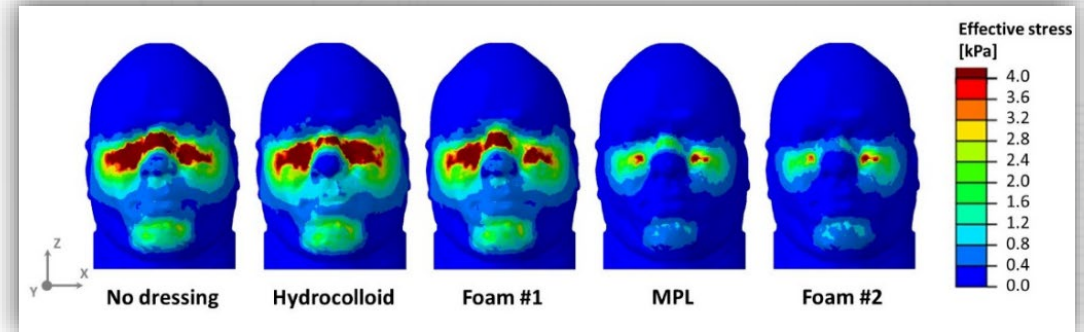 Effective stress
[kPa]
4.0
3.6
3.2
2.8
2.4
2.0
1.6
1.2
0.8
0.4
0.0
Z
X
Y
No dressing
Hydrocolloid
Foam #1
MPL
Foam #2